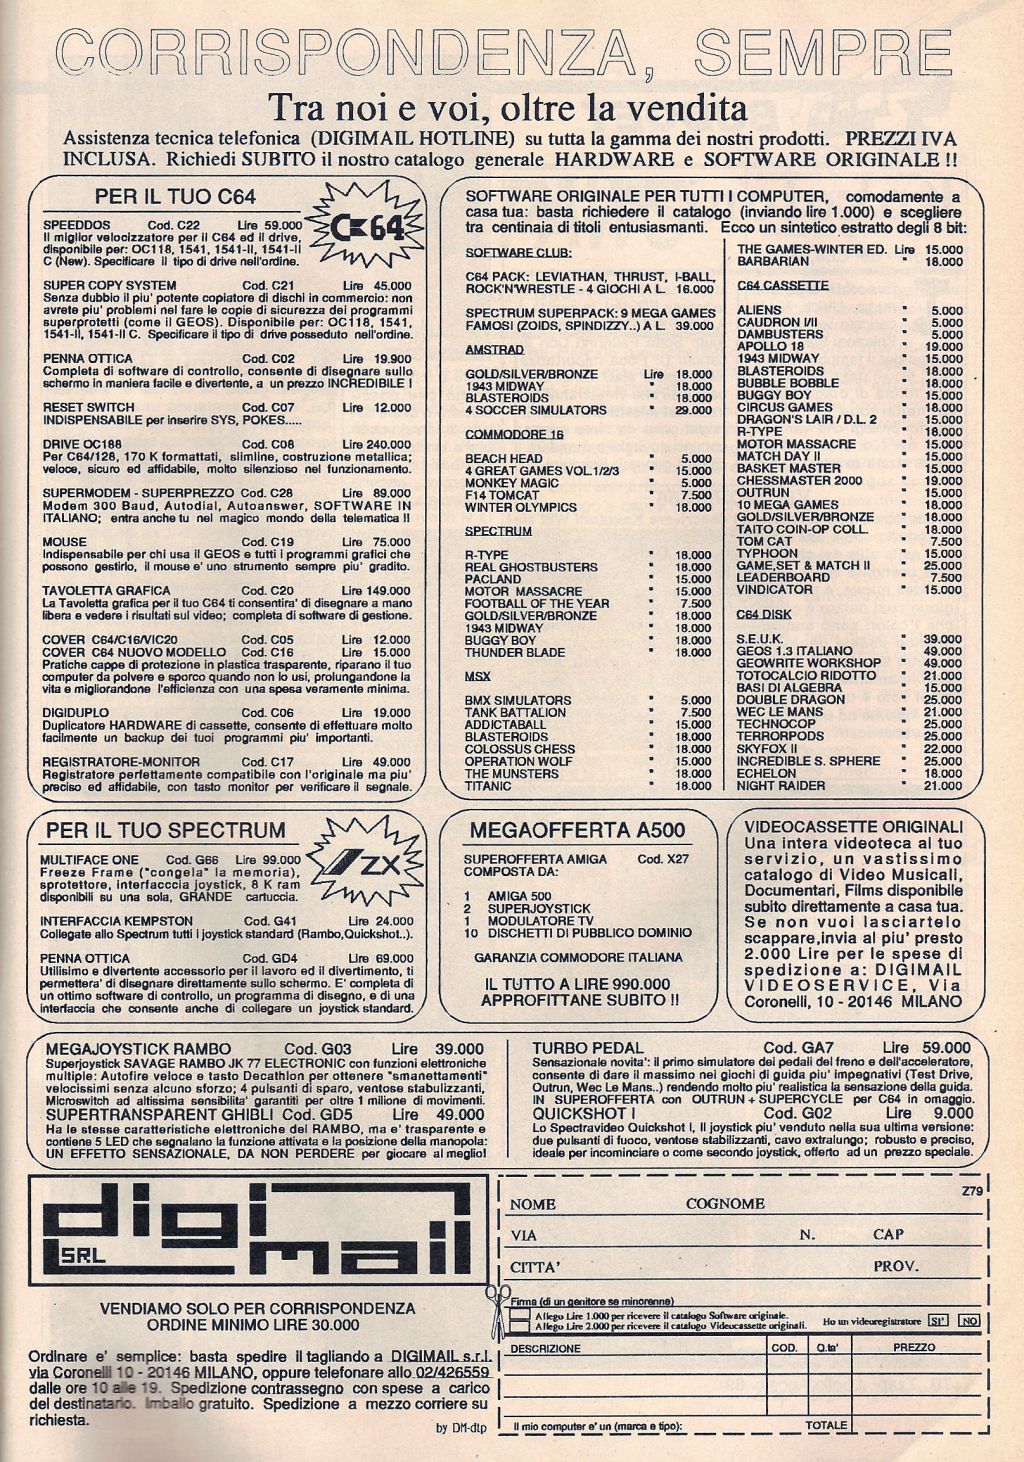 CORRISPONDENZA, SEMPRE
Tra noi e voi, oltre la vendita
Assistenza tecnica telefonica (DIGIMAIL HOTLINE) su tutta la gamma dei nostri prodotti. PREZZI IVA
INCLUSA. Richiedi SUBITO il nostro catalogo generale HARDWARE e SOFTWARE ORIGINALE !!
PER IL TUO C64
C 64
SPEEDDOS Cod. C22 Lire 59.000
Il miglior velocizzatore per il C64 ed il drive,
disponibile per: OC118, 1541, 1541-II, 1541-II
C (New). Specificare il tipo di drive nell'ordine.
SUPER COPY SYSTEM Cod. C21 Lire 45.000
Senza dubbio il piu' potente copiatore di dischi in commercio: non
avrete piu' problemi nel fare le copie di sicurezza dei programmi
superprotetti (come il GEOS). Disponibile per: OC118, 1541,
1541-II, 1541-II C. Specificare il tipo di drive posseduto nell'ordine.
PENNA OTTICA Cod. C02 Lire 19.900
Completa di software di controllo, consente di disegnare sullo
schermo in maniera facile e divertente, a un prezzo INCREDIBILE !
RESET SWITCH Cod. C07 Lire 12.000
INDISPENSABILE per inserire SYS, POKES.....
DRIVE OC188 Cod. C08 Lire 240.000
Per C64/128, 170 K formattati, slimline, costruzione metallica;
veloce, sicuro ed affidabile, molto silenzioso nel funzionamento.
SUPERMODEM - SUPERPREZZO Cod. C28 Lire 89.000
Modem 300 Baud, Autodial, Autoanswer, SOFTWARE IN
ITALIANO; entra anche tu nel magico mondo della telematica !!
MOUSE Cod. C19 Lire 75.000
Indispensabile per chi usa il GEOS e tutti i programmi grafici che
possono gestirlo, il mouse e' uno strumento sempre piu' gradito.
TAVOLETTA GRAFICA Cod. C20 Lire 149.000
La Tavoletta grafica per il tuo C64 ti consentira' di disegnare a mano
libera e vedere i risultati sul video; completa di software di gestione.
COVER C64/C16/VIC20 Cod. C05 Lire 12.000
COVER C64 NUOVO MODELLO Cod. C16 Lire 15.000
Pratiche cappe di protezione in plastica trasparente, riparano il tuo
computer da polvere e sporco quando non lo usi, prolungandone la
vita e migliorandone l'efficienza con una spesa veramente minima.
DIGIDUPLO Cod. C06 Lire 19.000
Duplicatore HARDWARE di cassette, consente di effettuare molto
facilmente un backup dei tuoi programmi piu' importanti.
REGISTRATORE-MONITOR Cod. C17 Lire 49.000
Registratore perfettamente compatibile con l'originale ma piu'
preciso ed affidabile, con tasto monitor per verificare il segnale.
SOFTWARE ORIGINALE PER TUTTI I COMPUTER, comodamente a
casa tua: basta richiedere il catalogo (inviando lire 1.000) e scegliere
tra centinaia di titoli entusiasmanti. Ecco un sintetico estratto degli 8 bit:
SOFTWARE CLUB:
C64 PACK: LEVIATHAN, THRUST, I-BALL,
ROCK'N'WRESTLE - 4 GIOCHI A L. 16.000
SPECTRUM SUPERPACK: 9 MEGA GAMES
FAMOSI (ZOIDS, SPINDIZZY..) A L. 39.000
AMSTRAD
GOLD/SILVER/BRONZE Lire 18.000
1943 MIDWAY " 18.000
BLASTEROIDS " 18.000
4 SOCCER SIMULATORS " 29.000
COMMODORE 16
BEACH HEAD " 5.000
4 GREAT GAMES VOL.1/2/3 " 15.000
MONKEY MAGIC " 5.000
F14 TOMCAT " 7.500
WINTER OLYMPICS " 18.000
SPECTRUM
R-TYPE " 18.000
REAL GHOSTBUSTERS " 18.000
PACLAND " 15.000
MOTOR MASSACRE " 15.000
FOOTBALL OF THE YEAR " 7.500
GOLD/SILVER/BRONZE " 18.000
1943 MIDWAY " 18.000
BUGGY BOY " 18.000
THUNDER BLADE " 18.000
MSX
BMX SIMULATORS " 5.000
TANK BATTALION " 7.500
ADDICTABALL " 15.000
BLASTEROIDS " 18.000
COLOSSUS CHESS " 18.000
OPERATION WOLF " 15.000
THE MUNSTERS " 18.000
TITANIC " 18.000
THE GAMES-WINTER ED. Lire 15.000
BARBARIAN " 18.000
C64 CASSETTE
ALIENS " 5.000
CAUDRON I/II " 5.000
DAMBUSTERS " 5.000
APOLLO 18 " 19.000
1943 MIDWAY " 15.000
BLASTEROIDS " 18.000
BUBBLE BOBBLE " 18.000
BUGGY BOY " 15.000
CIRCUS GAMES " 18.000
DRAGON'S LAIR / D.L. 2 " 15.000
R-TYPE " 18.000
MOTOR MASSACRE " 15.000
MATCH DAY II " 15.000
BASKET MASTER " 15.000
CHESSMASTER 2000 " 19.000
OUTRUN " 15.000
10 MEGA GAMES " 18.000
GOLD/SILVER/BRONZE " 18.000
TAITO COIN-OP COLL. " 18.000
TOM CAT " 7.500
TYPHOON " 15.000
GAME,SET & MATCH II " 25.000
LEADERBOARD " 7.500
VINDICATOR " 15.000
C64 DISK
S.E.U.K. " 39.000
GEOS 1.3 ITALIANO " 49.000
GEOWRITE WORKSHOP " 49.000
TOTOCALCIO RIDOTTO " 21.000
BASI DI ALGEBRA " 15.000
DOUBLE DRAGON " 25.000
WEC LE MANS " 21.000
TECHNOCOP " 25.000
TERRORPODS " 25.000
SKYFOX II " 22.000
INCREDIBLE S. SPHERE " 25.000
ECHELON " 18.000
NIGHT RAIDER " 21.000
PER IL TUO SPECTRUM
ZX
MULTIFACE ONE Cod. G66 Lire 99.000
Freeze Frame ("congela" la memoria),
sprotettore, interfacccia joystick, 8 K ram
disponibili su una sola, GRANDE cartuccia.
INTERFACCIA KEMPSTON Cod. G41 Lire 24.000
Collegate allo Spectrum tutti i joystick standard (Rambo,Quickshot..).
PENNA OTTICA Cod. GD4 Lire 69.000
Utilisimo e divertente accessorio per il lavoro ed il divertimento, ti
permettera' di disegnare direttamente sullo schermo. E' completa di
un ottimo software di controllo, un programma di disegno, e di una
interfaccia che consente anche di collegare un joystick standard.
MEGAOFFERTA A500
SUPEROFFERTA AMIGA Cod. X27
COMPOSTA DA:
1 AMIGA 500
2 SUPERJOYSTICK
1 MODULATORE TV
10 DISCHETTI DI PUBBLICO DOMINIO
GARANZIA COMMODORE ITALIANA
IL TUTTO A LIRE 990.000
APPROFITTANE SUBITO !!
VIDEOCASSETTE ORIGINALI
Una intera videoteca al tuo
servizio, un vastissimo
catalogo di Video Musicali,
Documentari, Films disponibile
subito direttamente a casa tua.
Se non vuoi lasciartelo
scappare,invia al piu' presto
2.000 Lire per le spese di
spedizione a: DIGIMAIL
VIDEOSERVICE, Via
Coronelli, 10 - 20146 MILANO
MEGAJOYSTICK RAMBO Cod. G03 Lire 39.000
Superjoystick SAVAGE RAMBO JK 77 ELECTRONIC con funzioni elettroniche
multiple: Autofire veloce e tasto Decathlon per ottenere "smanettamenti"
velocissimi senza alcuno sforzo; 4 pulsanti di sparo, ventose stabulizzanti,
Microswitch ad altissima sensibilita' garantiti per oltre 1 milione di movimenti.
SUPERTRANSPARENT GHIBLI Cod. GD5 Lire 49.000
Ha le stesse caratteristiche elettroniche del RAMBO, ma e' trasparente e
contiene 5 LED che segnalano la funzione attivata e la posizione della manopola:
UN EFFETTO SENSAZIONALE, DA NON PERDERE per giocare al meglio!
TURBO PEDAL Cod. GA7 Lire 59.000
Sensazionale novita': il primo simulatore dei pedali del freno e dell'acceleratore,
consente di dare il massimo nei giochi di guida piu' impegnativi (Test Drive,
Outrun, Wec Le Mans..) rendendo molto piu' realistica la sensazione della guida.
IN SUPEROFFERTA con OUTRUN + SUPERCYCLE per C64 in omaggio.
QUICKSHOT I Cod. G02 Lire 9.000
Lo Spectravideo Quickshot I, Il joystick piu' venduto nella sua ultima versione:
due pulsanti di fuoco, ventose stabilizzanti, cavo extralungo; robusto e preciso,
ideale per incominciare o come secondo joystick, offerto ad un prezzo speciale.
digi
SRL mail
VENDIAMO SOLO PER CORRISPONDENZA
ORDINE MINIMO LIRE 30.000
Ordinare e' semplice: basta spedire il tagliando a DIGIMAIL s.r.l.
via Coronelli 10 - 20146 MILANO, oppure telefonare allo 02/426559
dalle ore 10 alle 19. Spedizione contrassegno con spese a carico
del destinatario. Imballo gratuito. Spedizione a mezzo corriere su
richiesta.
by DM-dtp
Z79
NOME COGNOME
VIA N. CAP
CITTA' PROV.
Firma (di un genitore se minorenne)
Allego Lire 1.000 per ricevere il catalogo Software originale.
Allego Lire 2.000 per ricevere il catalogo Videocassette originali.
Ho un videoregistratore SI' NO
DESCRIZIONE COD. Q.ta' PREZZO
Il mio computer e' un (marca e tipo): TOTALE